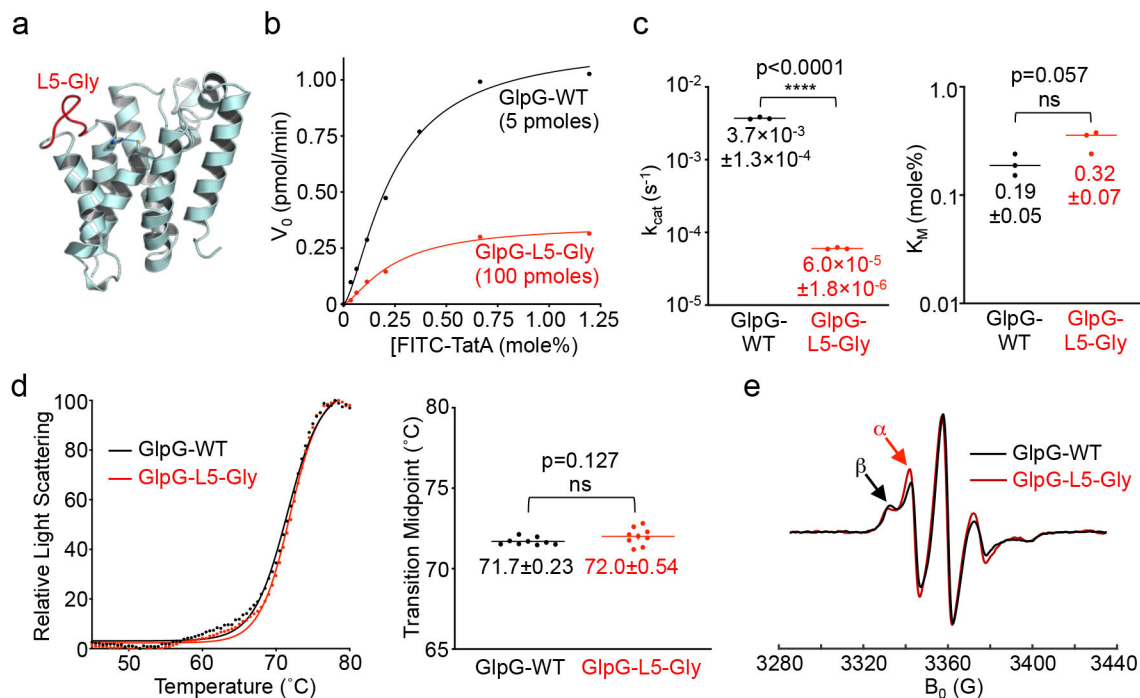 a
L5-Gly
b
1.00
0.75
0.50
0.25
0
V0 (pmol/min)
GlpG-WT
(5 pmoles)
GlpG-L5-Gly
(100 pmoles)
0 0.25 0.50 0.75 1.00 1.25
[FITC-TatA (mole%)
c
p<0.0001
****
10-2
10-3
10-4
10-5
kcat (s-1)
3.7×10-3
±1.3×10-4
6.0×10-5
±1.8×10-6
GlpG-
WT
GlpG-
L5-Gly
p=0.057
ns
1.0
0.1
0.01
KM (mole%)
0.19
±0.05
0.32
±0.07
GlpG-
WT
GlpG-
L5-Gly
d
100
80
60
40
20
0
Relative Light Scattering
GlpG-WT
GlpG-L5-Gly
50 60 70 80
Temperature (˚C)
80
75
70
65
Transition Midpoint (˚C)
p=0.127
ns
71.7±0.23
72.0±0.54
GlpG-WT GlpG-L5-Gly
e
α
β
GlpG-WT
GlpG-L5-Gly
3280 3320 3360 3400 3440
B0 (G)